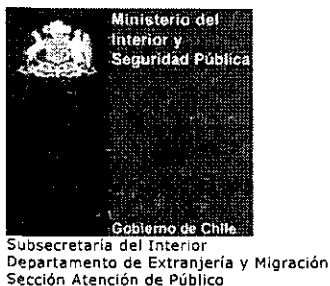 Ministerio del
Interior y
Seguridad Pública
Gobierno de Chile
Subsecretaría del Interior
Departamento de Extranjería y Migración
Sección Atención de Público